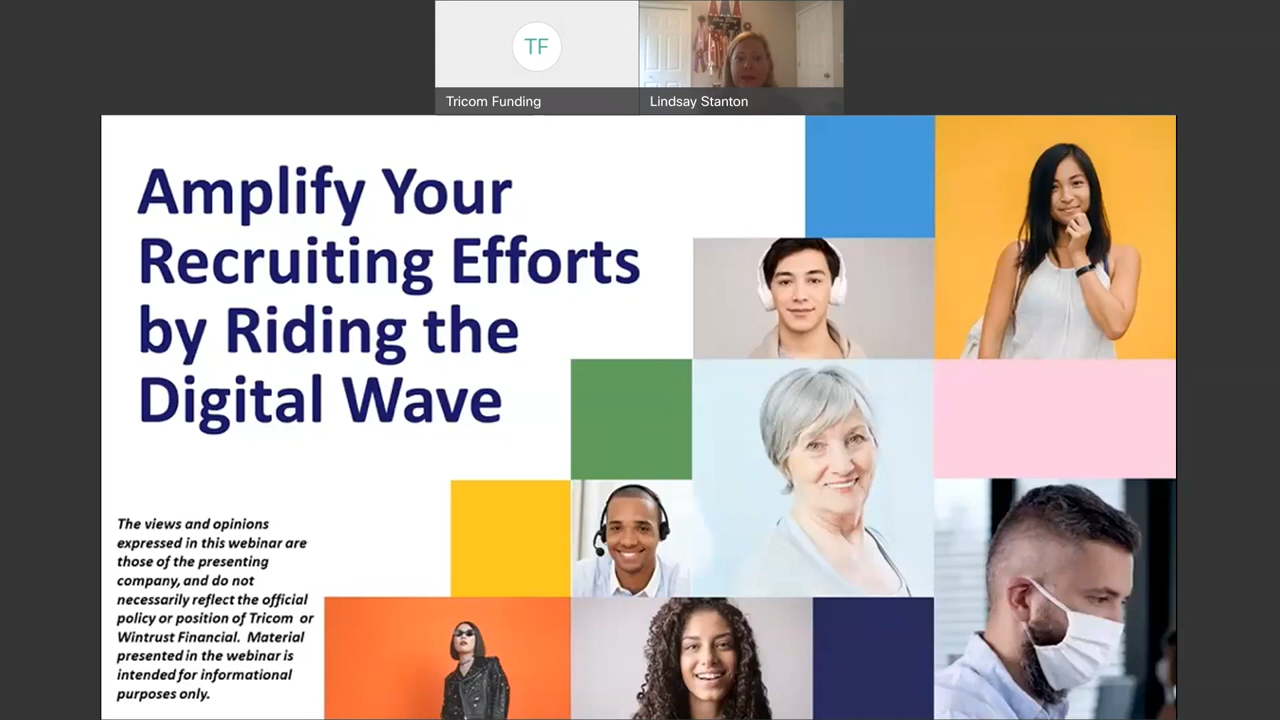 TF
Tricom Funding
Lindsay Stanton
Amplify Your
Recruiting Efforts
by Riding the
Digital Wave
The views and opinions
expressed in this webinar are
those of the presenting
company, and do not
necessarily reflect the official
policy or position of Tricom or
Wintrust Financial. Material
presented in the webinar is
intended for informational
purposes only.